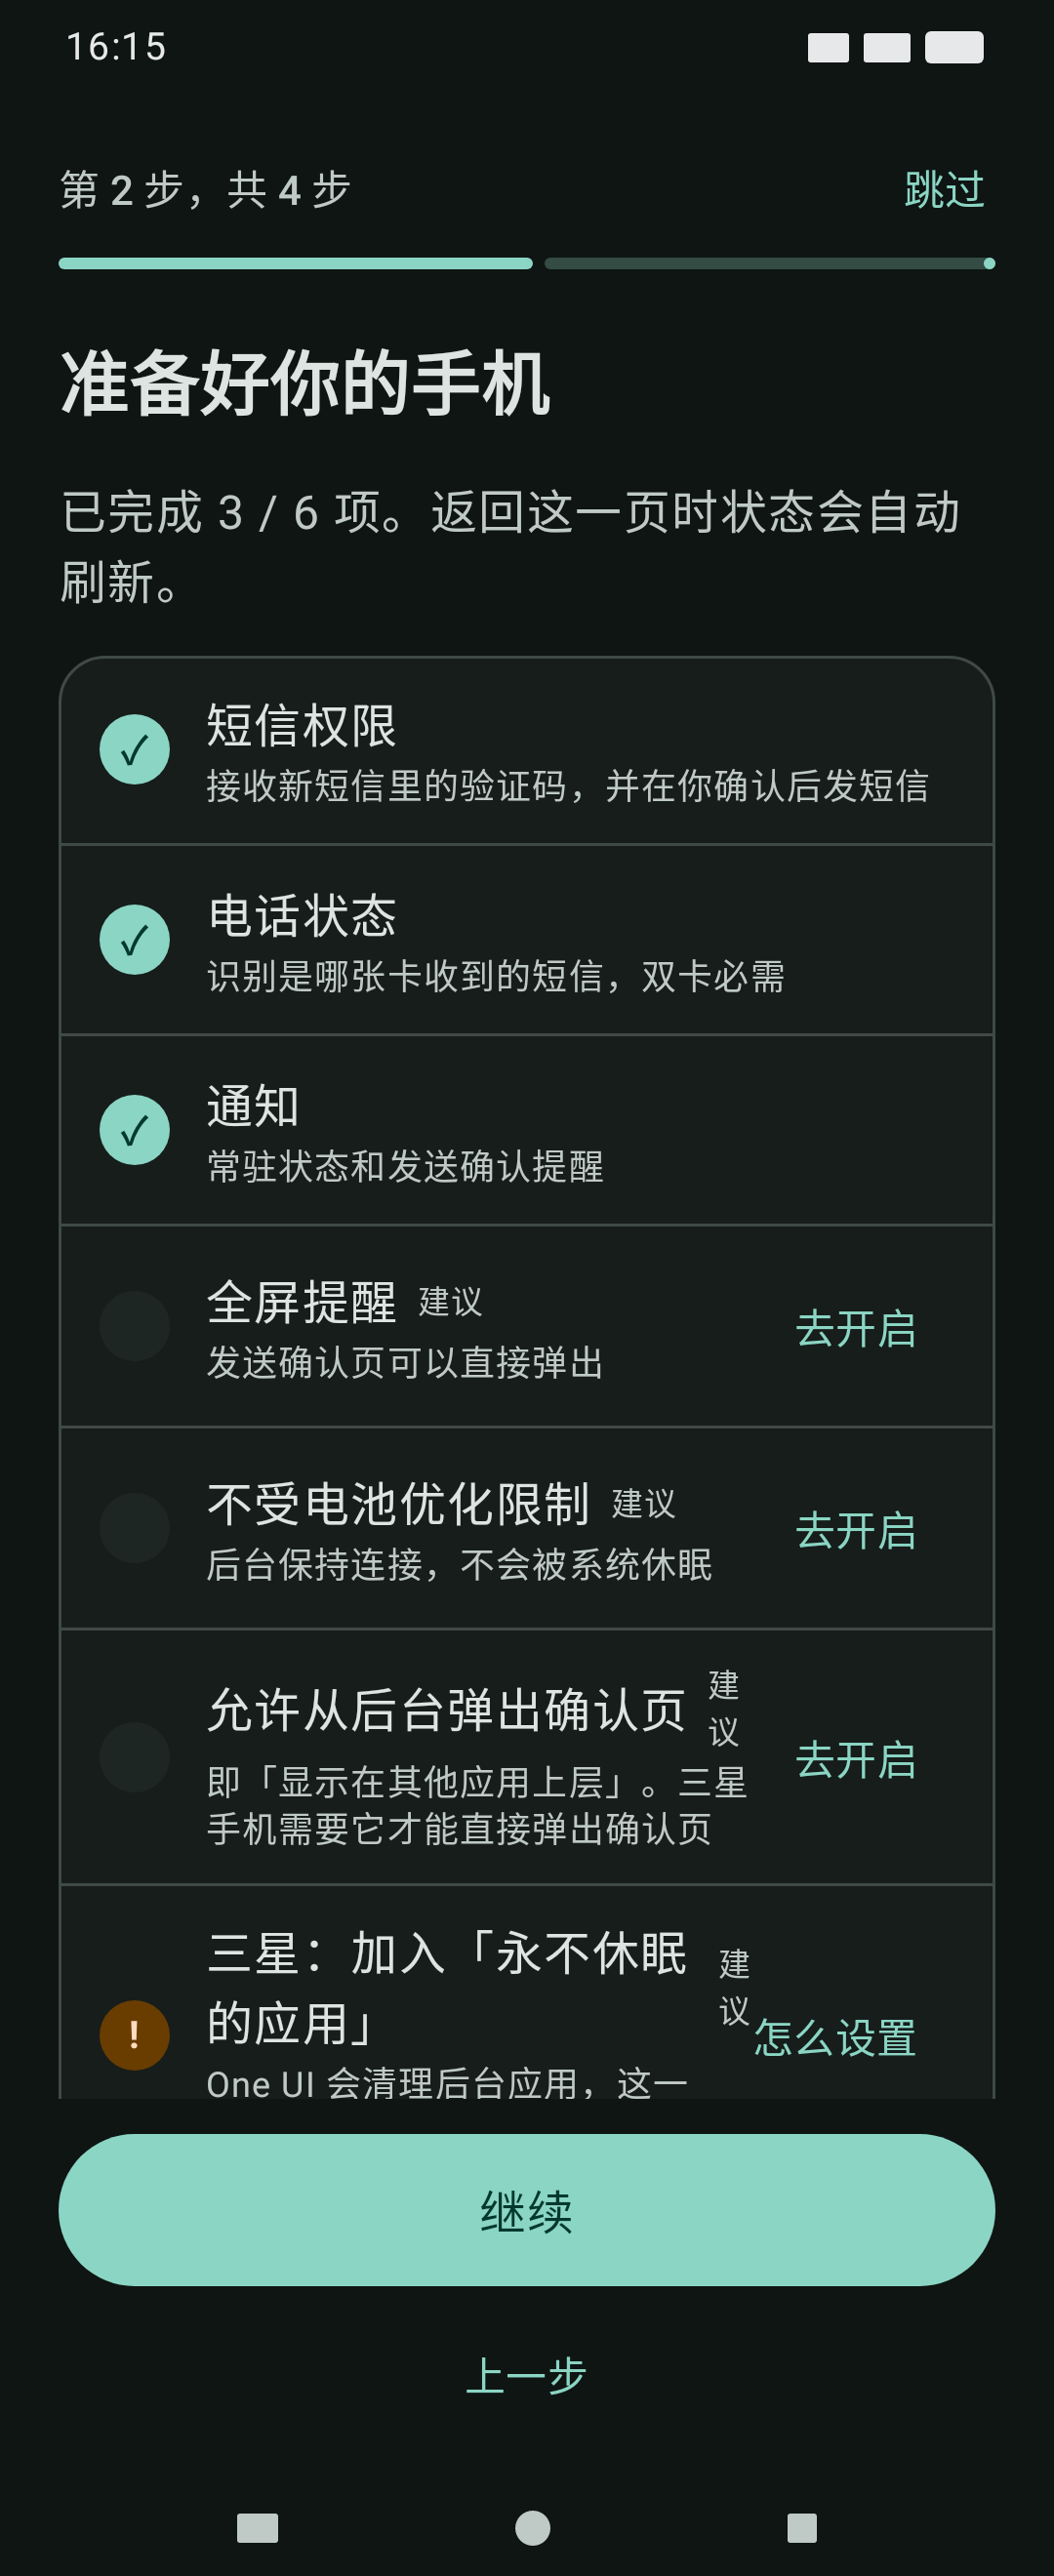 16:15
第 2 步，共 4 步
跳过
准备好你的手机
已完成 3 / 6 项。返回这一页时状态会自动
刷新。
短信权限
接收新短信里的验证码，并在你确认后发短信
电话状态
识别是哪张卡收到的短信，双卡必需
通知
常驻状态和发送确认提醒
全屏提醒 建议
发送确认页可以直接弹出
去开启
不受电池优化限制 建议
后台保持连接，不会被系统休眠
去开启
允许从后台弹出确认页 建议
即「显示在其他应用上层」。三星
手机需要它才能直接弹出确认页
去开启
三星：加入「永不休眠
的应用」
建议
One UI 会清理后台应用，这一
怎么设置
继续
上一步